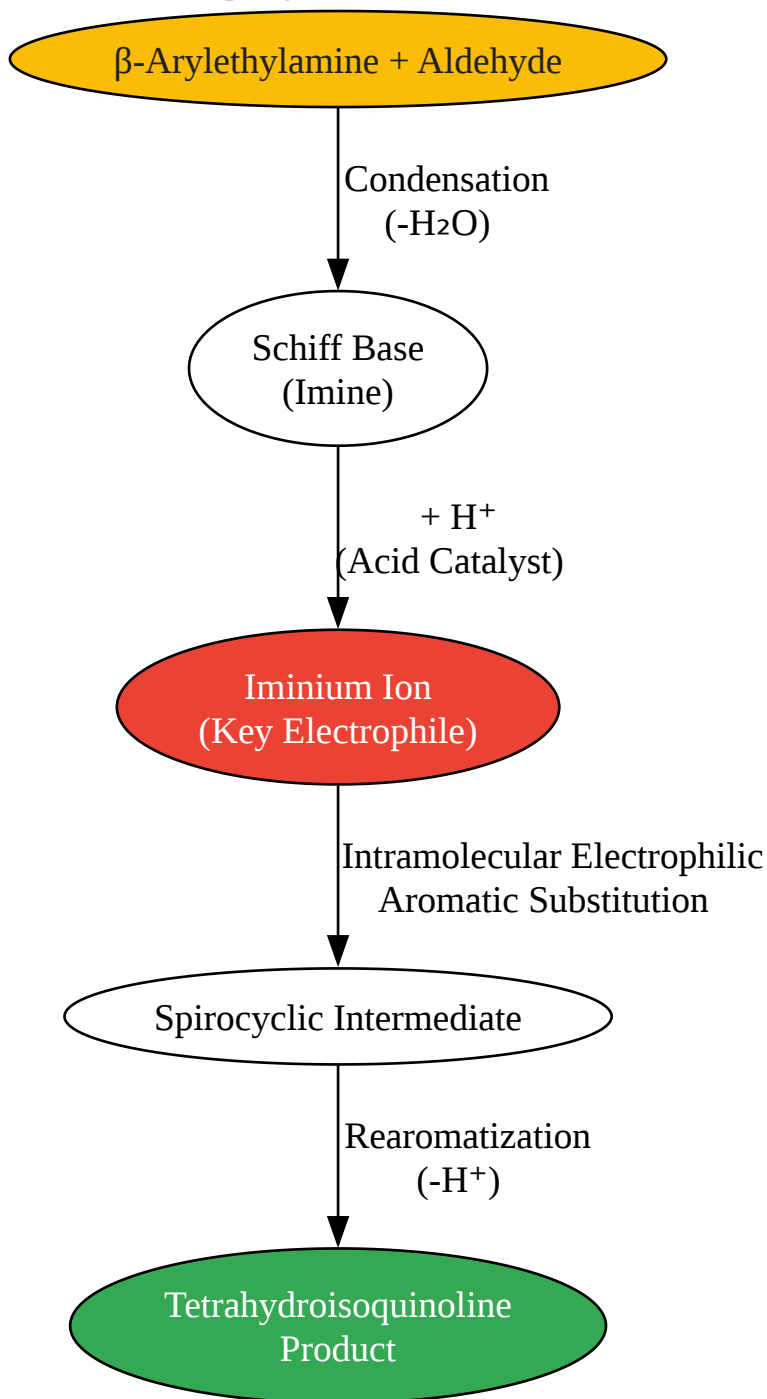 β-Arylethylamine + Aldehyde
Condensation
(-H₂O)
Schiff Base
(Imine)
+ H⁺
(Acid Catalyst)
Iminium Ion
(Key Electrophile)
Intramolecular Electrophilic
Aromatic Substitution
Spirocyclic Intermediate
Rearomatization
(-H⁺)
Tetrahydroisoquinoline
Product